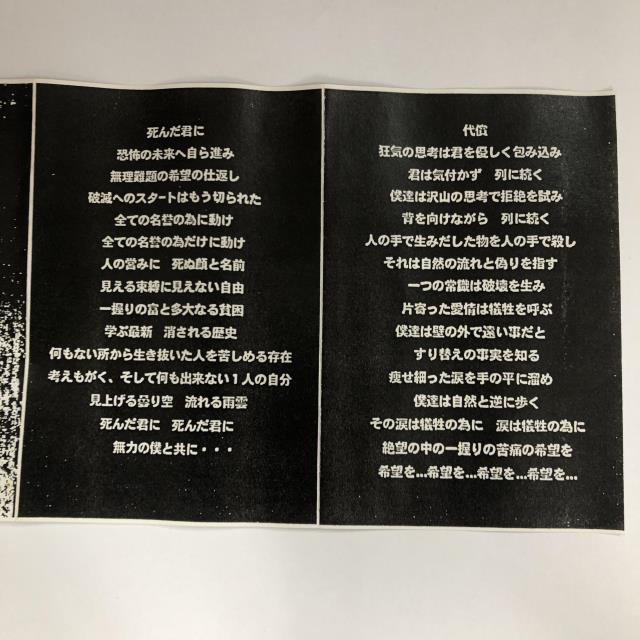 死んだ君に
恐怖の未来へ自ら進み
無理難題の希望の仕返し
破滅へのスタートはもう切られた
全ての名誉の為に動け
全ての名誉の為だけに動け
人の営みに　死ぬ顔と名前
見える束縛に見えない自由
一握りの富と多大なる貧困
学ぶ最新　消される歴史
何もない所から生き抜いた人を苦しめる存在
考えもがく、そして何も出来ない１人の自分
見上げる曇り空　流れる雨雲
死んだ君に　死んだ君に
無力の僕と共に・・・
代償
狂気の思考は君を優しく包み込み
君は気付かず　列に続く
僕達は沢山の思考で拒絶を試み
背を向けながら　列に続く
人の手で生みだした物を人の手で殺し
それは自然の流れと偽りを指す
一つの常識は破壊を生み
片寄った愛情は犠牲を呼ぶ
僕達は壁の外で遠い事だと
すり替えの事実を知る
痩せ細った涙を手の平に溜め
僕達は自然と逆に歩く
その涙は犠牲の為に　涙は犠牲の為に
絶望の中の一握りの苦痛の希望を
希望を...希望を...希望を...希望を...